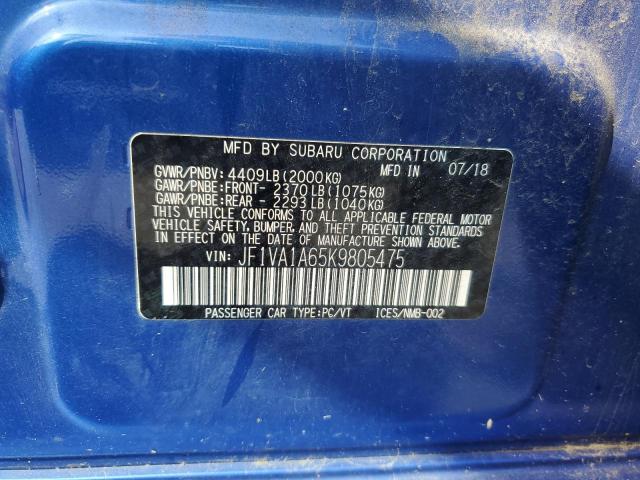 MFD BY SUBARU CORPORATION
GVWR/PNBV: 4409LB(2000KG) MFD IN 07/18
GAWR/PNBE:FRONT- 2370LB(1075KG)
GAWR/PNBE:REAR - 2293LB(1040KG)
THIS VEHICLE CONFORMS TO ALL APPLICABLE FEDERAL MOTOR
VEHICLE SAFETY, BUMPER, AND THEFT PREVENTION STANDARDS
IN EFFECT ON THE DATE OF MANUFACTURE SHOWN ABOVE.
VIN: JF1VA1A65K9805475
PASSENGER CAR TYPE:PC/VT ICES/NMB-002